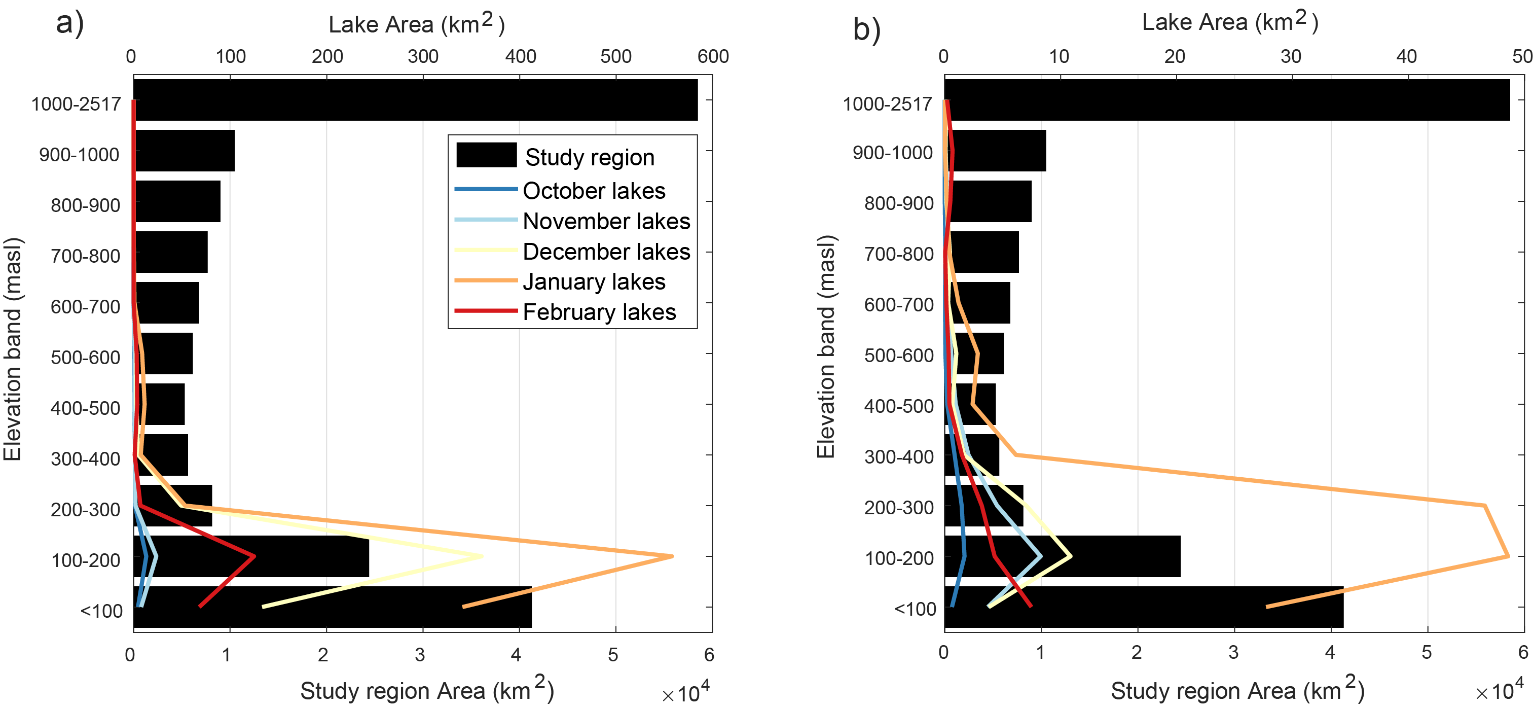 a)
Lake Area (km2)
0 100 200 300 400 500 600
Elevation band (masl)
1000-2517
900-1000
800-900
700-800
600-700
500-600
400-500
300-400
200-300
100-200
<100
Study region
October lakes
November lakes
December lakes
January lakes
February lakes
0 1 2 3 4 5 6
Study region Area (km2)
×104
b)
Lake Area (km2)
0 10 20 30 40 50
Elevation band (masl)
1000-2517
900-1000
800-900
700-800
600-700
500-600
400-500
300-400
200-300
100-200
<100
0 1 2 3 4 5 6
Study region Area (km2)
×104